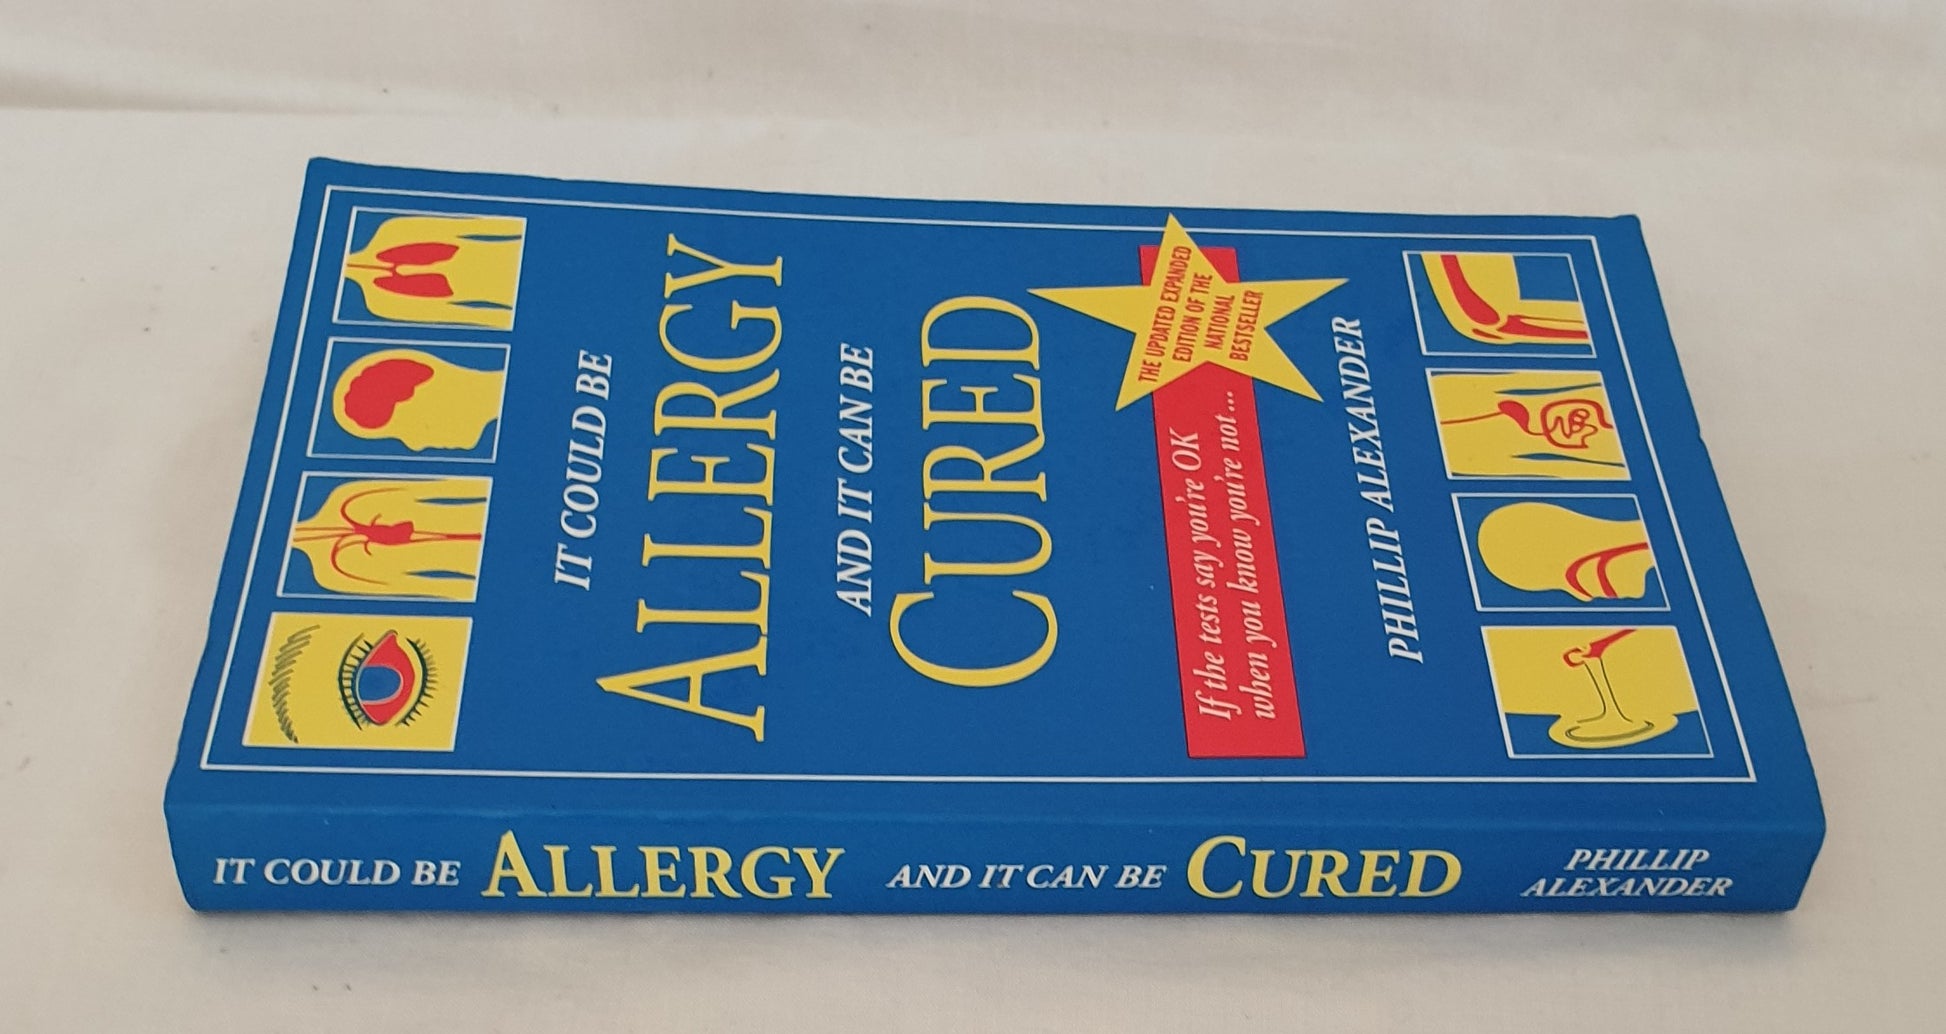 IT COULD BE
ALLERGY
AND IT CAN BE
CURED
THE UPDATED EXPANDED
EDITION OF THE
NATIONAL
BESTSELLER
If the tests say you're OK
when you know you're not...
PHILLIP ALEXANDER
IT COULD BE ALLERGY AND IT CAN BE CURED
PHILLIP
ALEXANDER